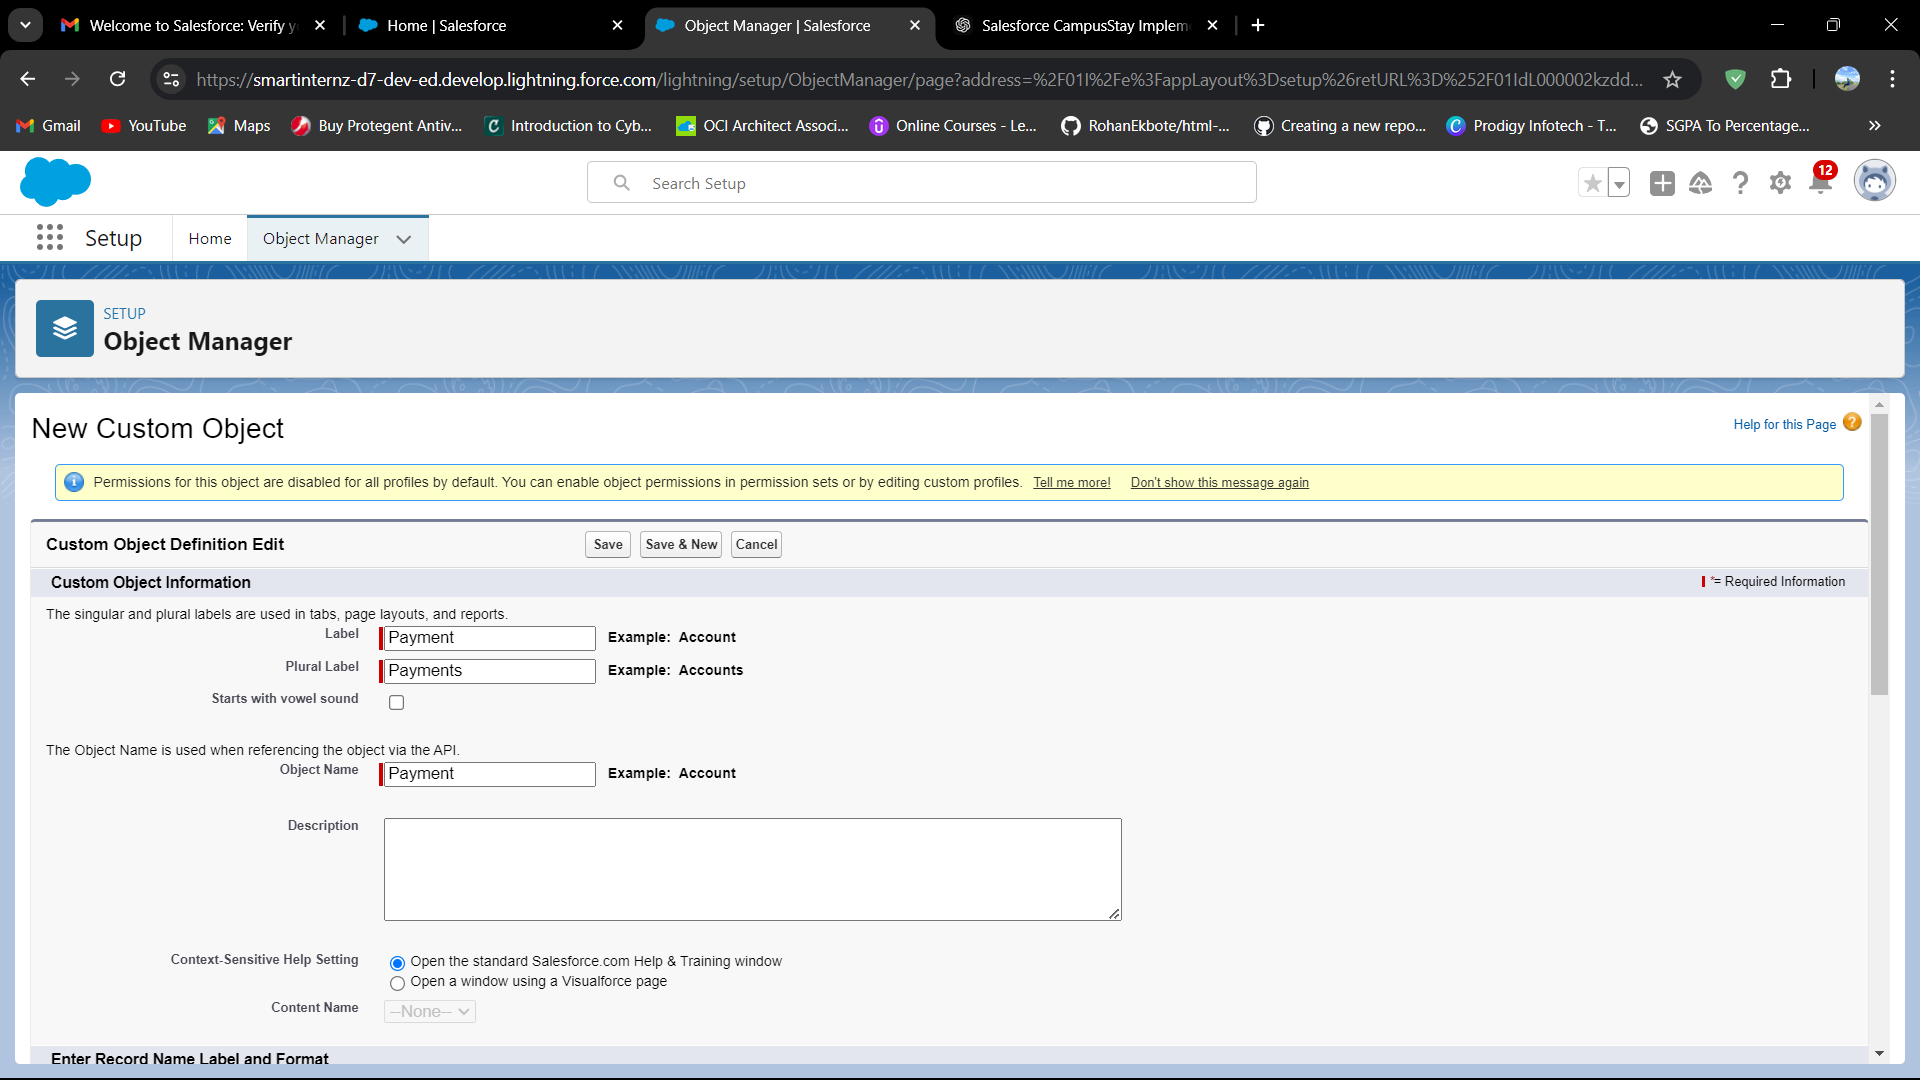 Welcome to Salesforce: Verify y
Home | Salesforce
Object Manager | Salesforce
Salesforce CampusStay Implem
https://smartinternz-d7-dev-ed.develop.lightning.force.com/lightning/setup/ObjectManager/page?address=%2F01I%2Fe%3FappLayout%3Dsetup%26retURL%3D%252F01IdL000002kzdd...
Gmail
YouTube
Maps
Buy Protegent Antiv...
Introduction to Cyb...
OCI Architect Associ...
Online Courses - Le...
RohanEkbote/html-...
Creating a new repo...
Prodigy Infotech - T...
SGPA To Percentage...
Search Setup
12
Setup
Home
Object Manager
SETUP
Object Manager
New Custom Object
Help for this Page
Permissions for this object are disabled for all profiles by default. You can enable object permissions in permission sets or by editing custom profiles. Tell me more! Don't show this message again
Custom Object Definition Edit
Save
Save & New
Cancel
Custom Object Information
*= Required Information
The singular and plural labels are used in tabs, page layouts, and reports.
Label
Payment
Example: Account
Plural Label
Payments
Example: Accounts
Starts with vowel sound
The Object Name is used when referencing the object via the API.
Object Name
Payment
Example: Account
Description
Context-Sensitive Help Setting
Open the standard Salesforce.com Help & Training window
Open a window using a Visualforce page
Content Name
--None--
Enter Record Name Label and Format